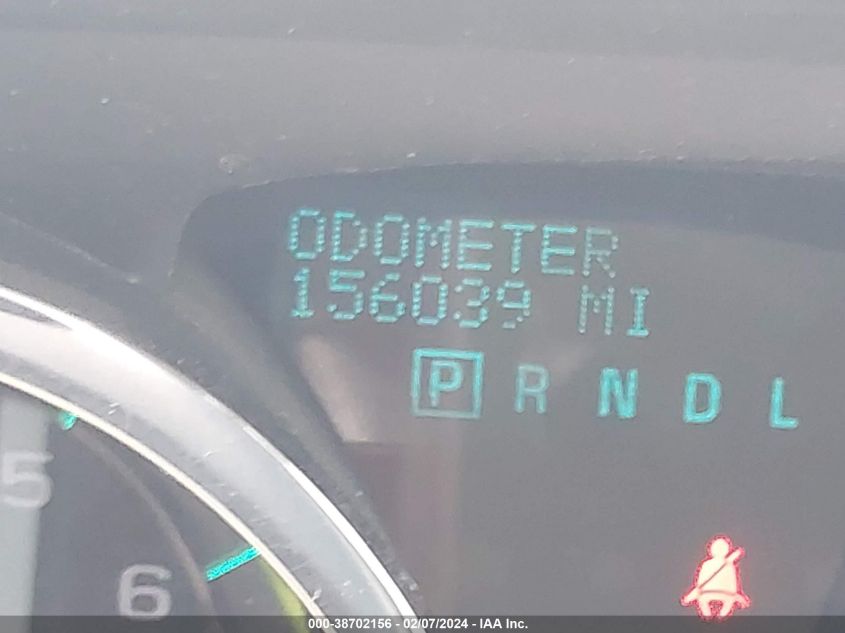 ODOMETER
156039 MI
P R N D L
5
6
000-38702156 - 02/07/2024 - IAA Inc.